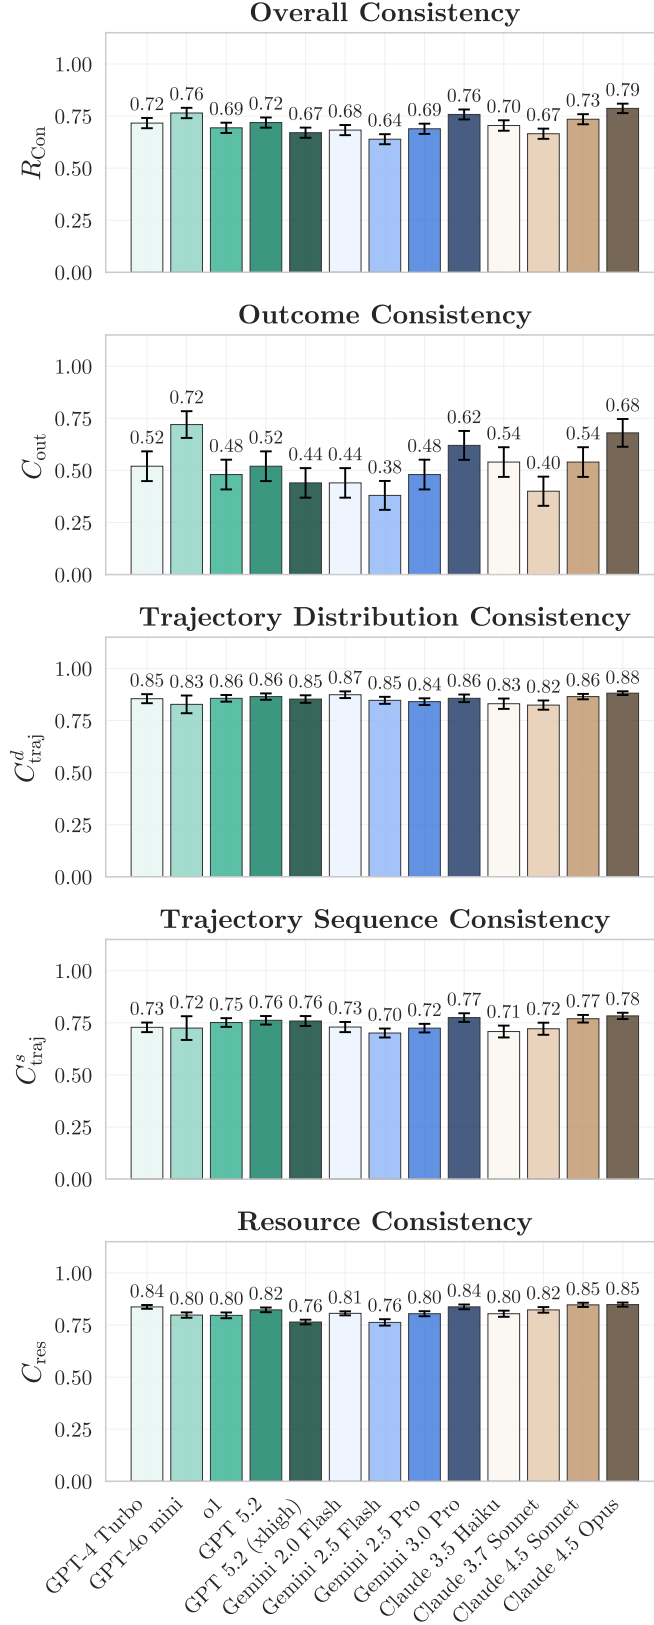 Overall Consistency
R_Con
1.00
0.75
0.50
0.25
0.00
0.72 0.76 0.69 0.72 0.67 0.68 0.64 0.69 0.76 0.70 0.67 0.73 0.79
Outcome Consistency
C_out
1.00
0.75
0.50
0.25
0.00
0.52 0.72 0.48 0.52 0.44 0.44 0.38 0.48 0.62 0.54 0.40 0.54 0.68
Trajectory Distribution Consistency
C^d_traj
1.00
0.75
0.50
0.25
0.00
0.85 0.83 0.86 0.86 0.85 0.87 0.85 0.84 0.86 0.83 0.82 0.86 0.88
Trajectory Sequence Consistency
C^s_traj
1.00
0.75
0.50
0.25
0.00
0.73 0.72 0.75 0.76 0.76 0.73 0.70 0.72 0.77 0.71 0.72 0.77 0.78
Resource Consistency
C_res
1.00
0.75
0.50
0.25
0.00
0.84 0.80 0.80 0.82 0.76 0.81 0.76 0.80 0.84 0.80 0.82 0.85 0.85
GPT-4 Turbo
GPT-4o mini
o1
GPT 5.2
GPT 5.2 (xhigh)
Gemini 2.0 Flash
Gemini 2.5 Flash
Gemini 2.5 Pro
Gemini 3.0 Pro
Claude 3.5 Haiku
Claude 3.7 Sonnet
Claude 4.5 Sonnet
Claude 4.5 Opus